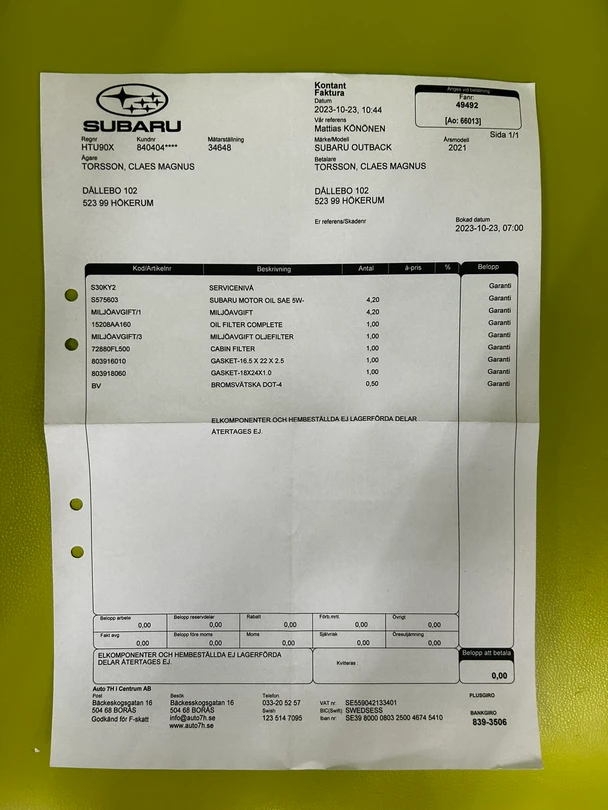 SUBARU
Kontant
Faktura
Datum
2023-10-23, 10:44
Vår referens
Mattias KÖNÖNEN
Anges vid betalning
Fanr:
49492
[Ao: 66013]
Sida 1/1
Regnr Kundnr Mätarställning
HTU90X 840404**** 34648
Märke/Modell Årsmodell
SUBARU OUTBACK 2021
Ägare
TORSSON, CLAES MAGNUS
Betalare
TORSSON, CLAES MAGNUS
DÅLLEBO 102
523 99 HÖKERUM
DÅLLEBO 102
523 99 HÖKERUM
Er referens/Skadenr
Bokad datum
2023-10-23, 07:00
Kod/Artikelnr Beskrivning Antal à-pris % Belopp
S30KY2 SERVICENIVÅ Garanti
S575603 SUBARU MOTOR OIL SAE 5W- 4,20 Garanti
MILJÖAVGIFT/1 MILJÖAVGIFT 4,20 Garanti
15208AA160 OIL FILTER COMPLETE 1,00 Garanti
MILJÖAVGIFT/3 MILJÖAVGIFT OLJEFILTER 1,00 Garanti
72880FL500 CABIN FILTER 1,00 Garanti
803916010 GASKET-16.5 X 22 X 2.5 1,00 Garanti
803918060 GASKET-18X24X1.0 1,00 Garanti
BV BROMSVÄTSKA DOT-4 0,50 Garanti
ELKOMPONENTER OCH HEMBESTÄLLDA EJ LAGERFÖRDA DELAR
ÅTERTAGES EJ.
Belopp arbete Belopp reservdelar Rabatt Förb.mtrl. Övrigt
0,00 0,00 0,00 0,00 0,00
Fakt avg Belopp före moms Moms Självrisk Öresutjämning
0,00 0,00 0,00 0,00 0,00
ELKOMPONENTER OCH HEMBESTÄLLDA EJ LAGERFÖRDA
DELAR ÅTERTAGES EJ.
Kvitteras :
Belopp att betala
0,00
Auto 7H i Centrum AB
Post
Bäckeskogsgatan 16
504 68 BORÅS
Godkänd för F-skatt
Besök
Bäckesskogsgatan 16
504 68 BORÅS
info@auto7h.se
www.auto7h.se
Telefon
033-20 52 57
Swish
123 514 7095
VAT nr. SE559042133401
BIC(Swift) SWEDSESS
Iban nr: SE39 8000 0803 2500 4674 5410
PLUSGIRO
BANKGIRO
839-3506